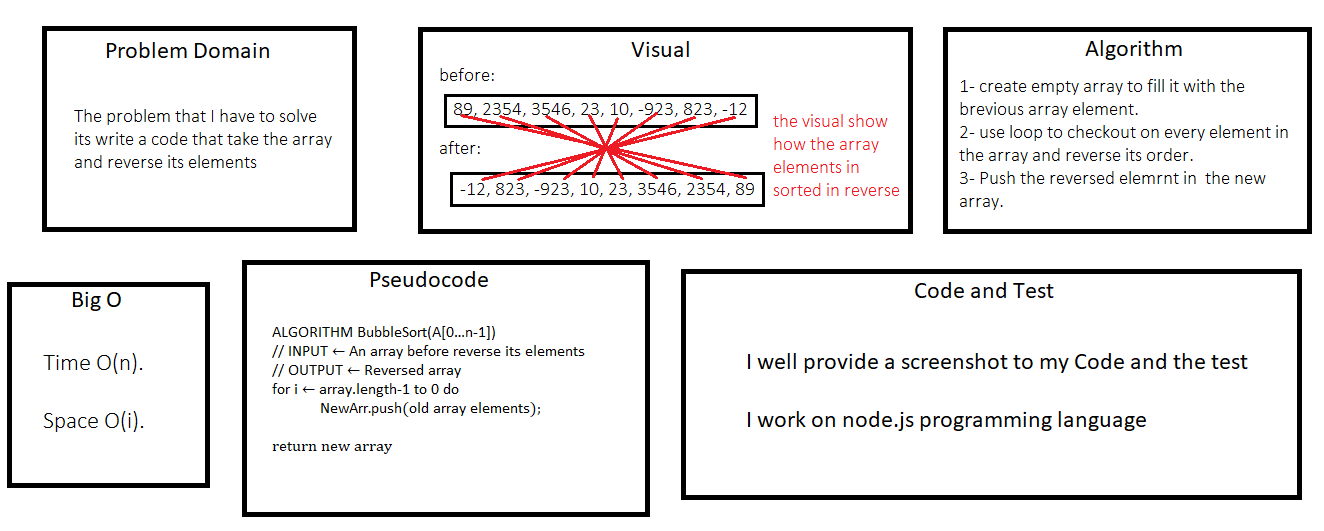 Problem Domain
The problem that I have to solve
its write a code that take the array
and reverse its elements
Visual
before:
89, 2354, 3546, 23, 10, -923, 823, -12
after:
-12, 823, -923, 10, 23, 3546, 2354, 89
the visual show
how the array
elements in
sorted in reverse
Algorithm
1- create empty array to fill it with the
brevious array element.
2- use loop to checkout on every element in
the array and reverse its order.
3- Push the reversed elemrnt in the new
array.
Big O
Time O(n).
Space O(i).
Pseudocode
ALGORITHM BubbleSort(A[0...n-1])
// INPUT ← An array before reverse its elements
// OUTPUT ← Reversed array
for i ← array.length-1 to 0 do
NewArr.push(old array elements);
return new array
Code and Test
I well provide a screenshot to my Code and the test
I work on node.js programming language